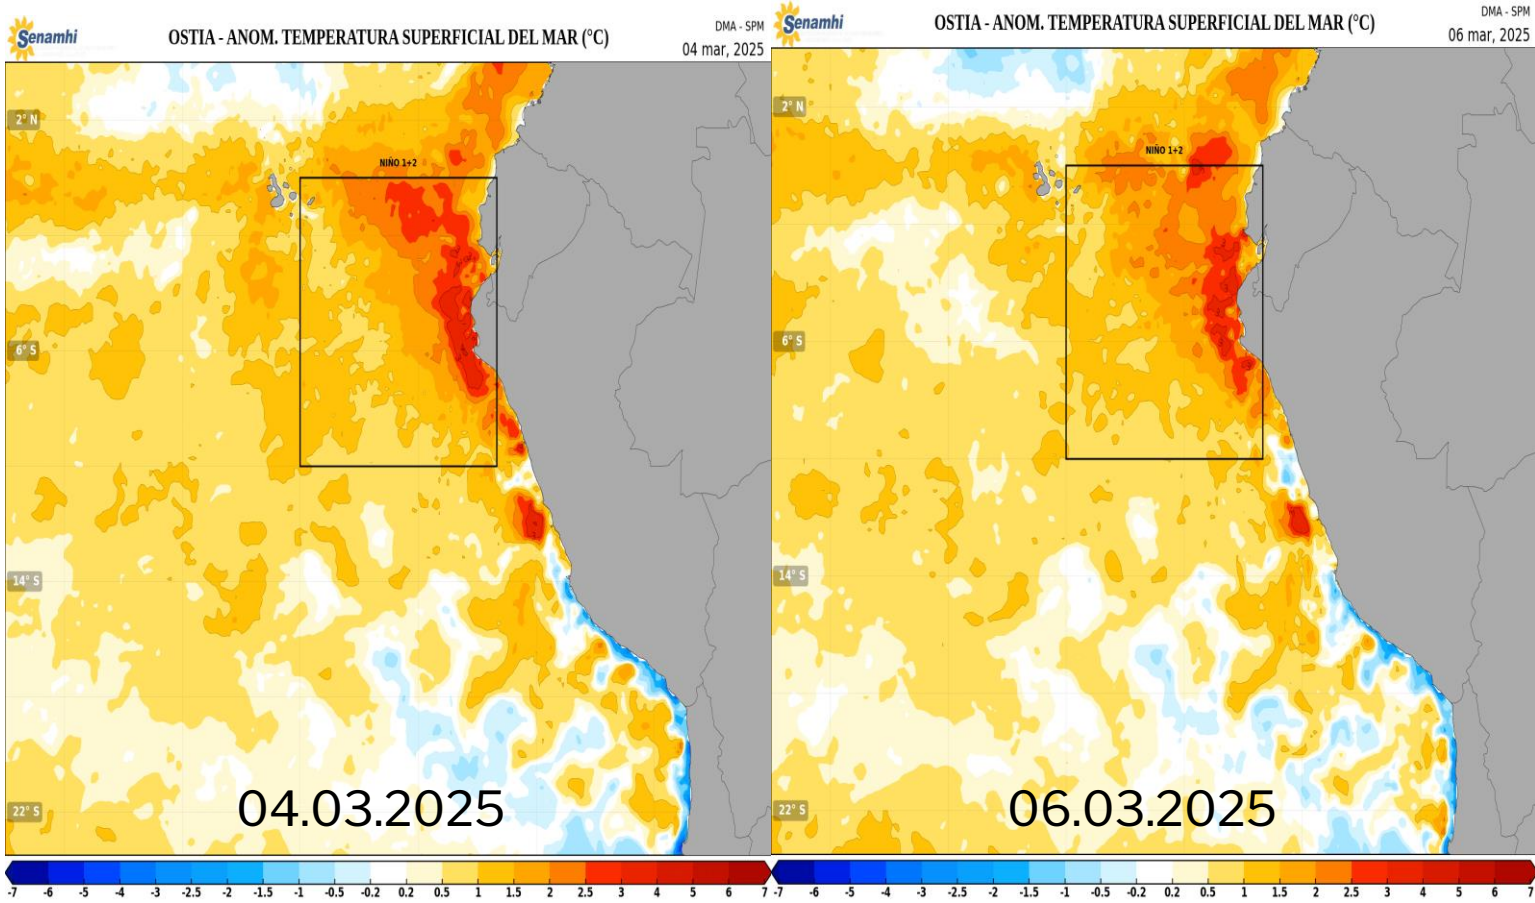 Senamhi
OSTIA - ANOM. TEMPERATURA SUPERFICIAL DEL MAR (°C)
DMA - SPM
04 mar, 2025
2° N
NIÑO 1+2
6° S
14° S
22° S
04.03.2025
-7 -6 -5 -4 -3 -2.5 -2 -1.5 -1 -0.5 -0.2 0.2 0.5 1 1.5 2 2.5 3 4 5 6 7
Senamhi
OSTIA - ANOM. TEMPERATURA SUPERFICIAL DEL MAR (°C)
DMA - SPM
06 mar, 2025
2° N
NIÑO 1+2
6° S
14° S
22° S
06.03.2025
-7 -6 -5 -4 -3 -2.5 -2 -1.5 -1 -0.5 -0.2 0.2 0.5 1 1.5 2 2.5 3 4 5 6 7